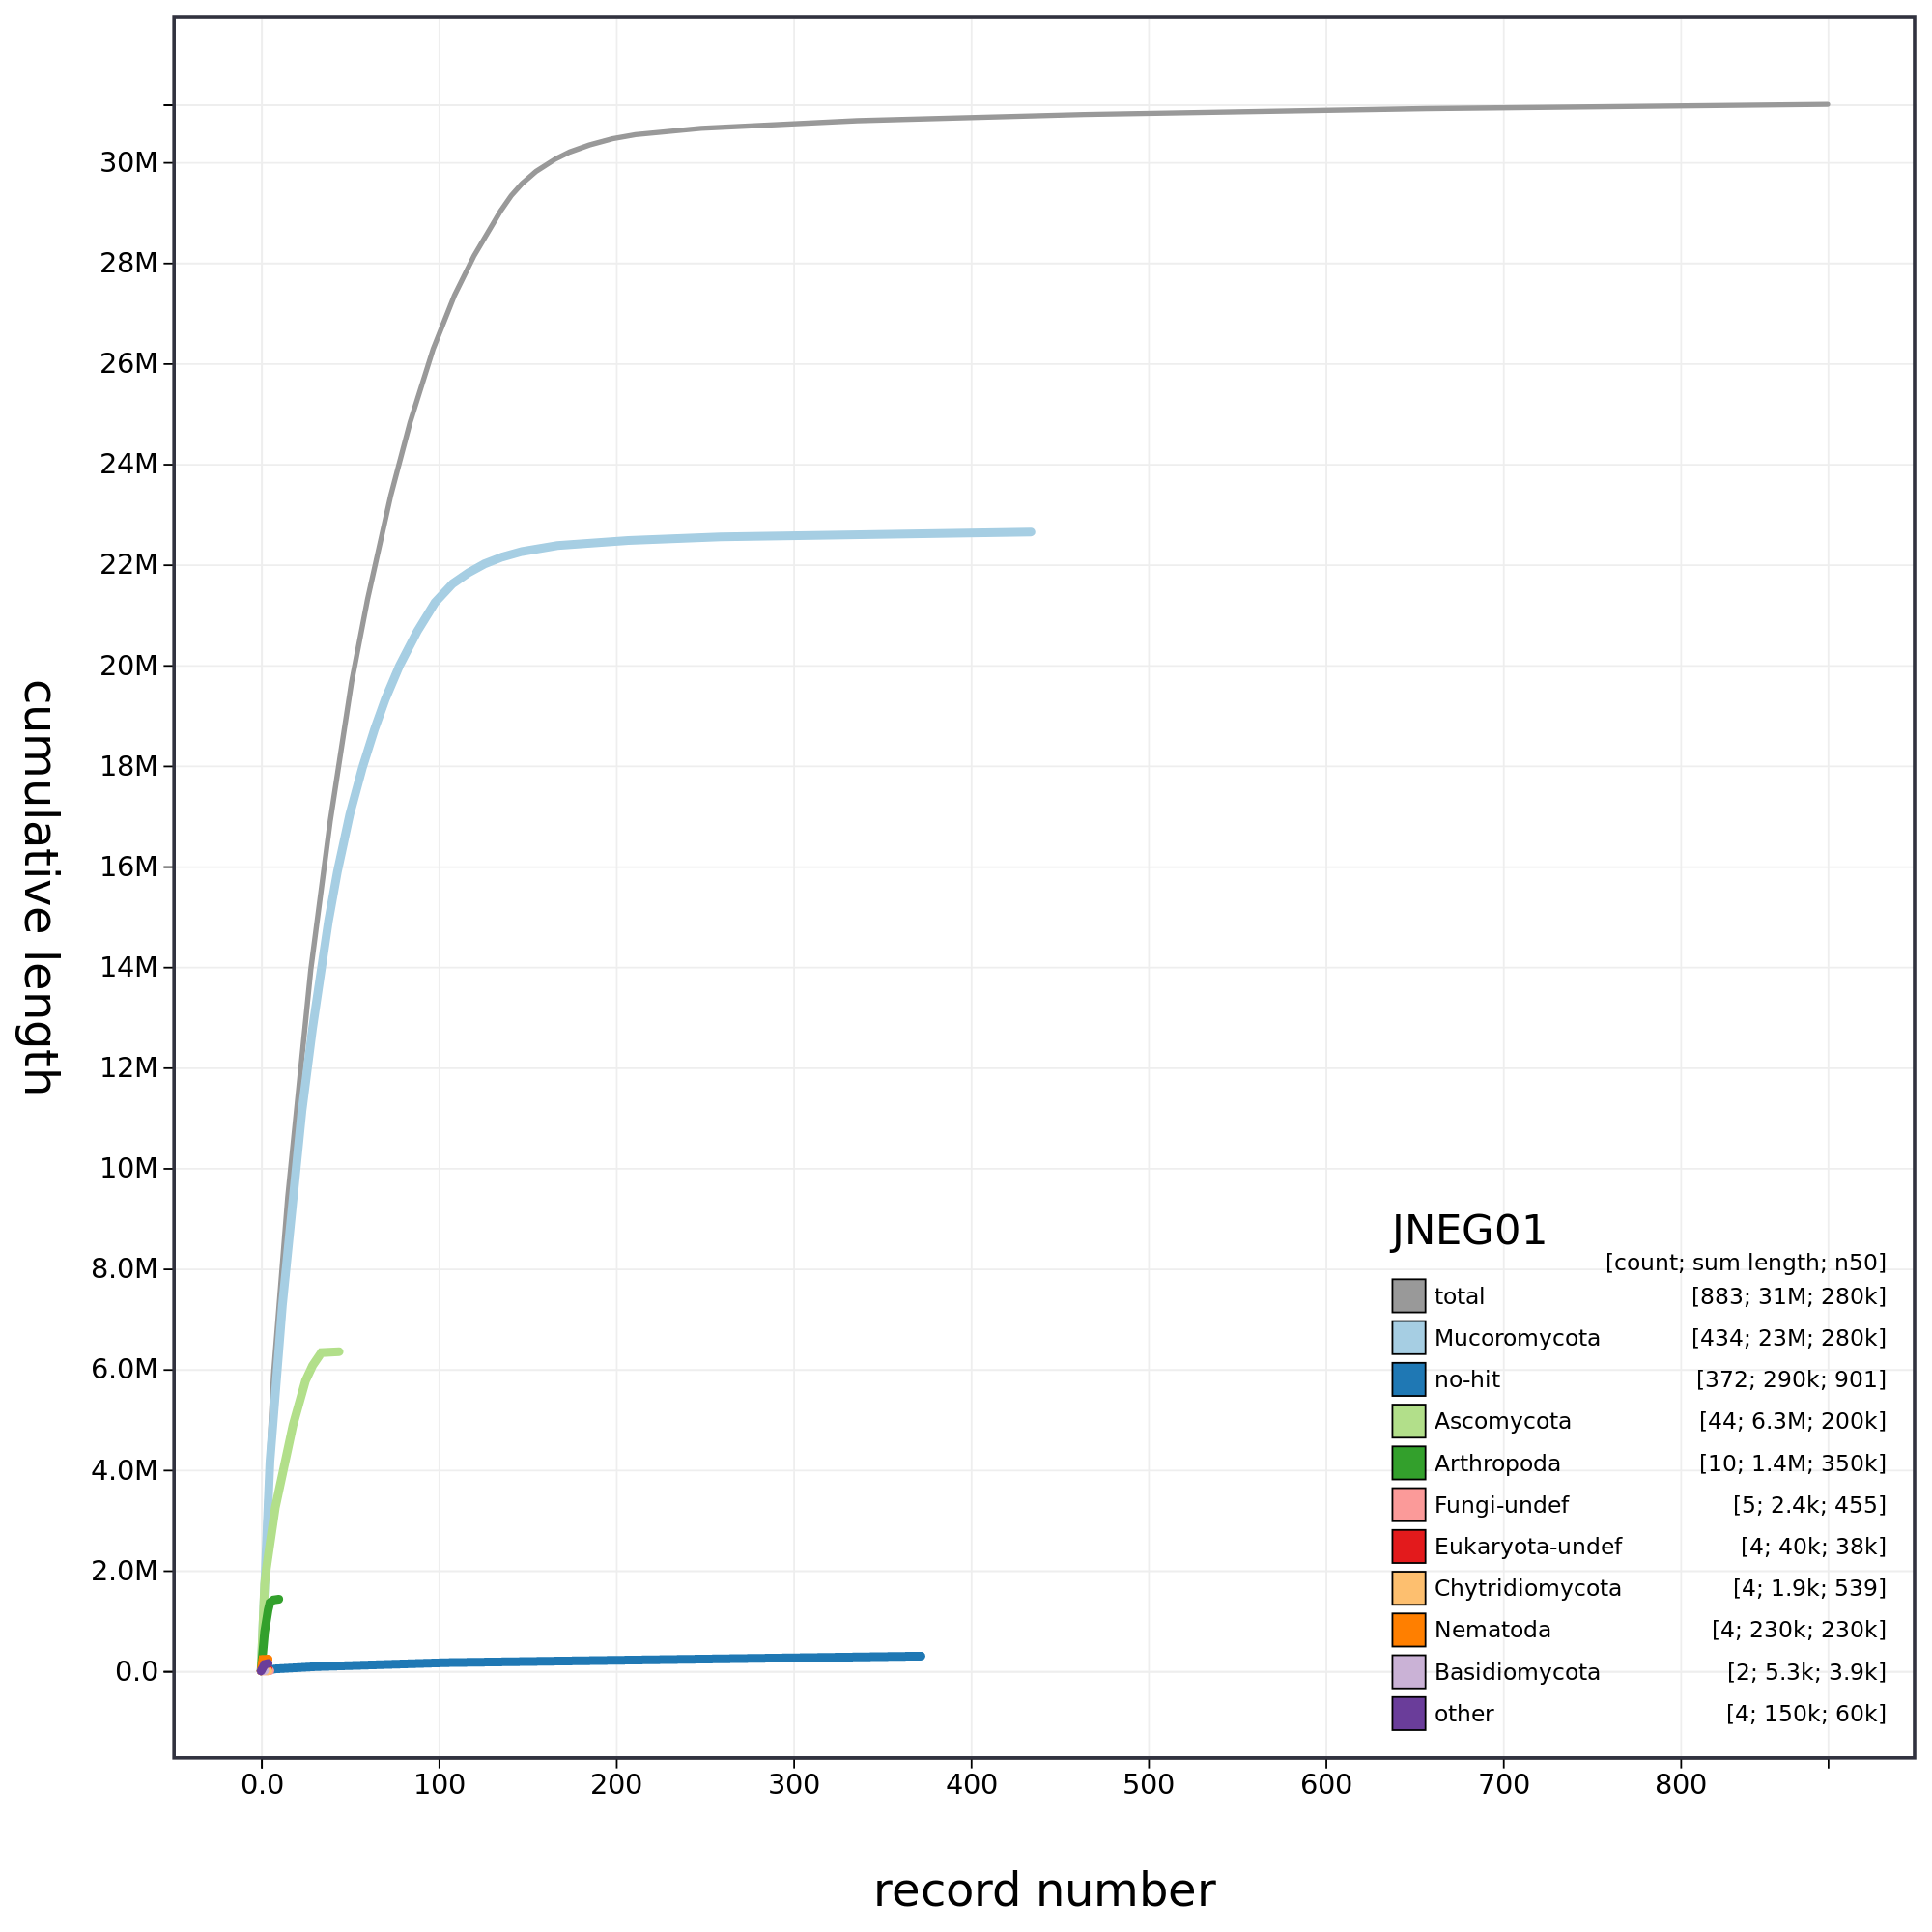 30M
28M
26M
24M
22M
20M
18M
16M
14M
12M
10M
8.0M
6.0M
4.0M
2.0M
0.0
cumulative length
JNEG01
[count; sum length; n50]
total [883; 31M; 280k]
Mucoromycota [434; 23M; 280k]
no-hit [372; 290k; 901]
Ascomycota [44; 6.3M; 200k]
Arthropoda [10; 1.4M; 350k]
Fungi-undef [5; 2.4k; 455]
Eukaryota-undef [4; 40k; 38k]
Chytridiomycota [4; 1.9k; 539]
Nematoda [4; 230k; 230k]
Basidiomycota [2; 5.3k; 3.9k]
other [4; 150k; 60k]
0.0 100 200 300 400 500 600 700 800
record number